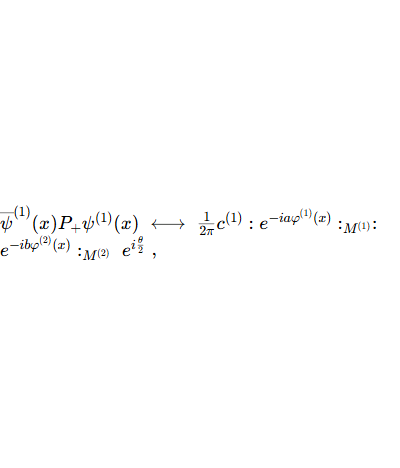 $\overline{\psi}^{(1)}(x)P_+\psi^{(1)}(x) \longleftrightarrow \frac{1}{2\pi}c^{(1)} : e^{-ia\varphi^{(1)}(x)} :_{M^{(1)}} :$
$e^{-ib\varphi^{(2)}(x)} :_{M^{(2)}} \; e^{i\frac{\theta}{2}} \; ,$